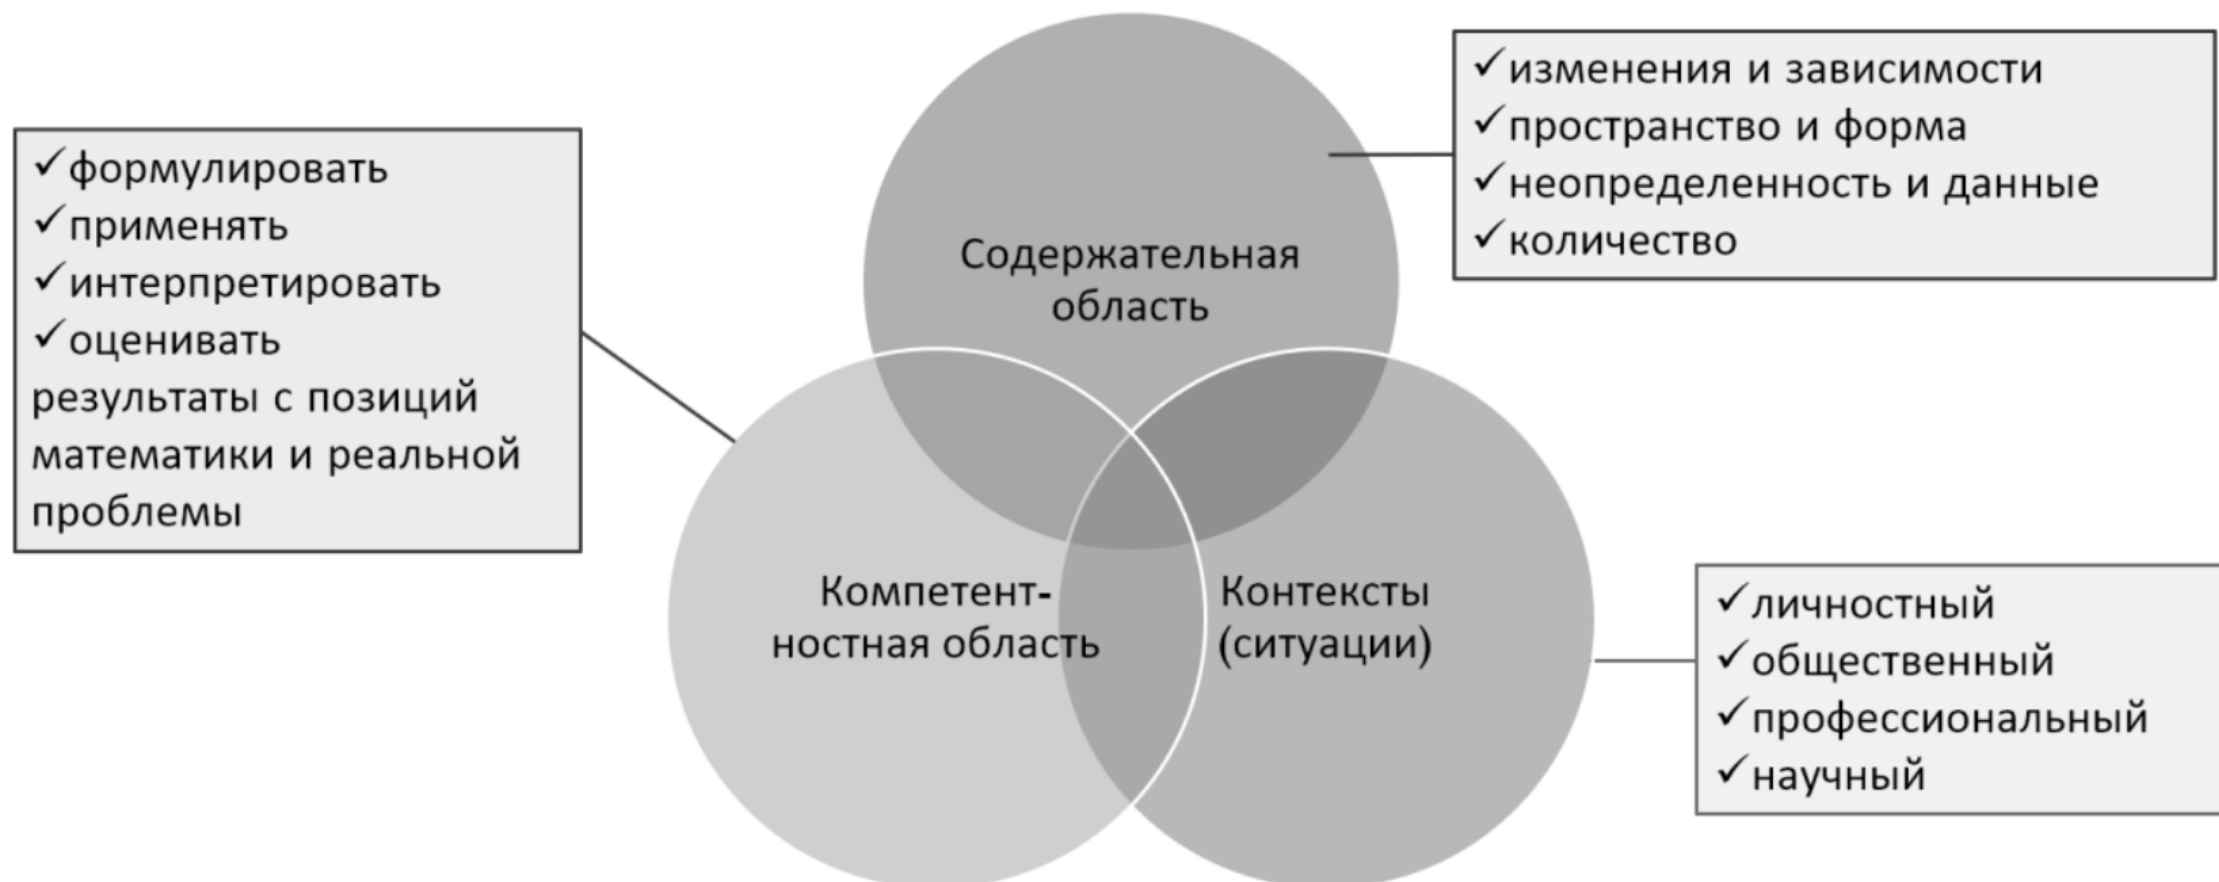 ✓формулировать
✓применять
✓интерпретировать
✓оценивать
результаты с позиций
математики и реальной
проблемы
Содержательная
область
✓изменения и зависимости
✓пространство и форма
✓неопределенность и данные
✓количество
Компетент-
ностная область
Контексты
(ситуации)
✓личностный
✓общественный
✓профессиональный
✓научный